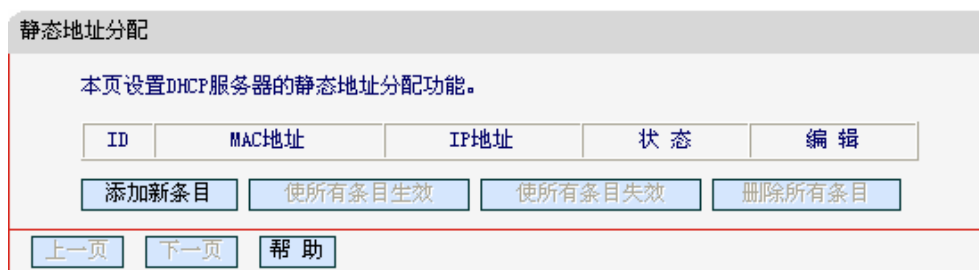 静态地址分配
本页设置DHCP服务器的静态地址分配功能。
ID MAC地址 IP地址 状 态 编 辑
添加新条目 使所有条目生效 使所有条目失效 删除所有条目
上一页 下一页 帮 助